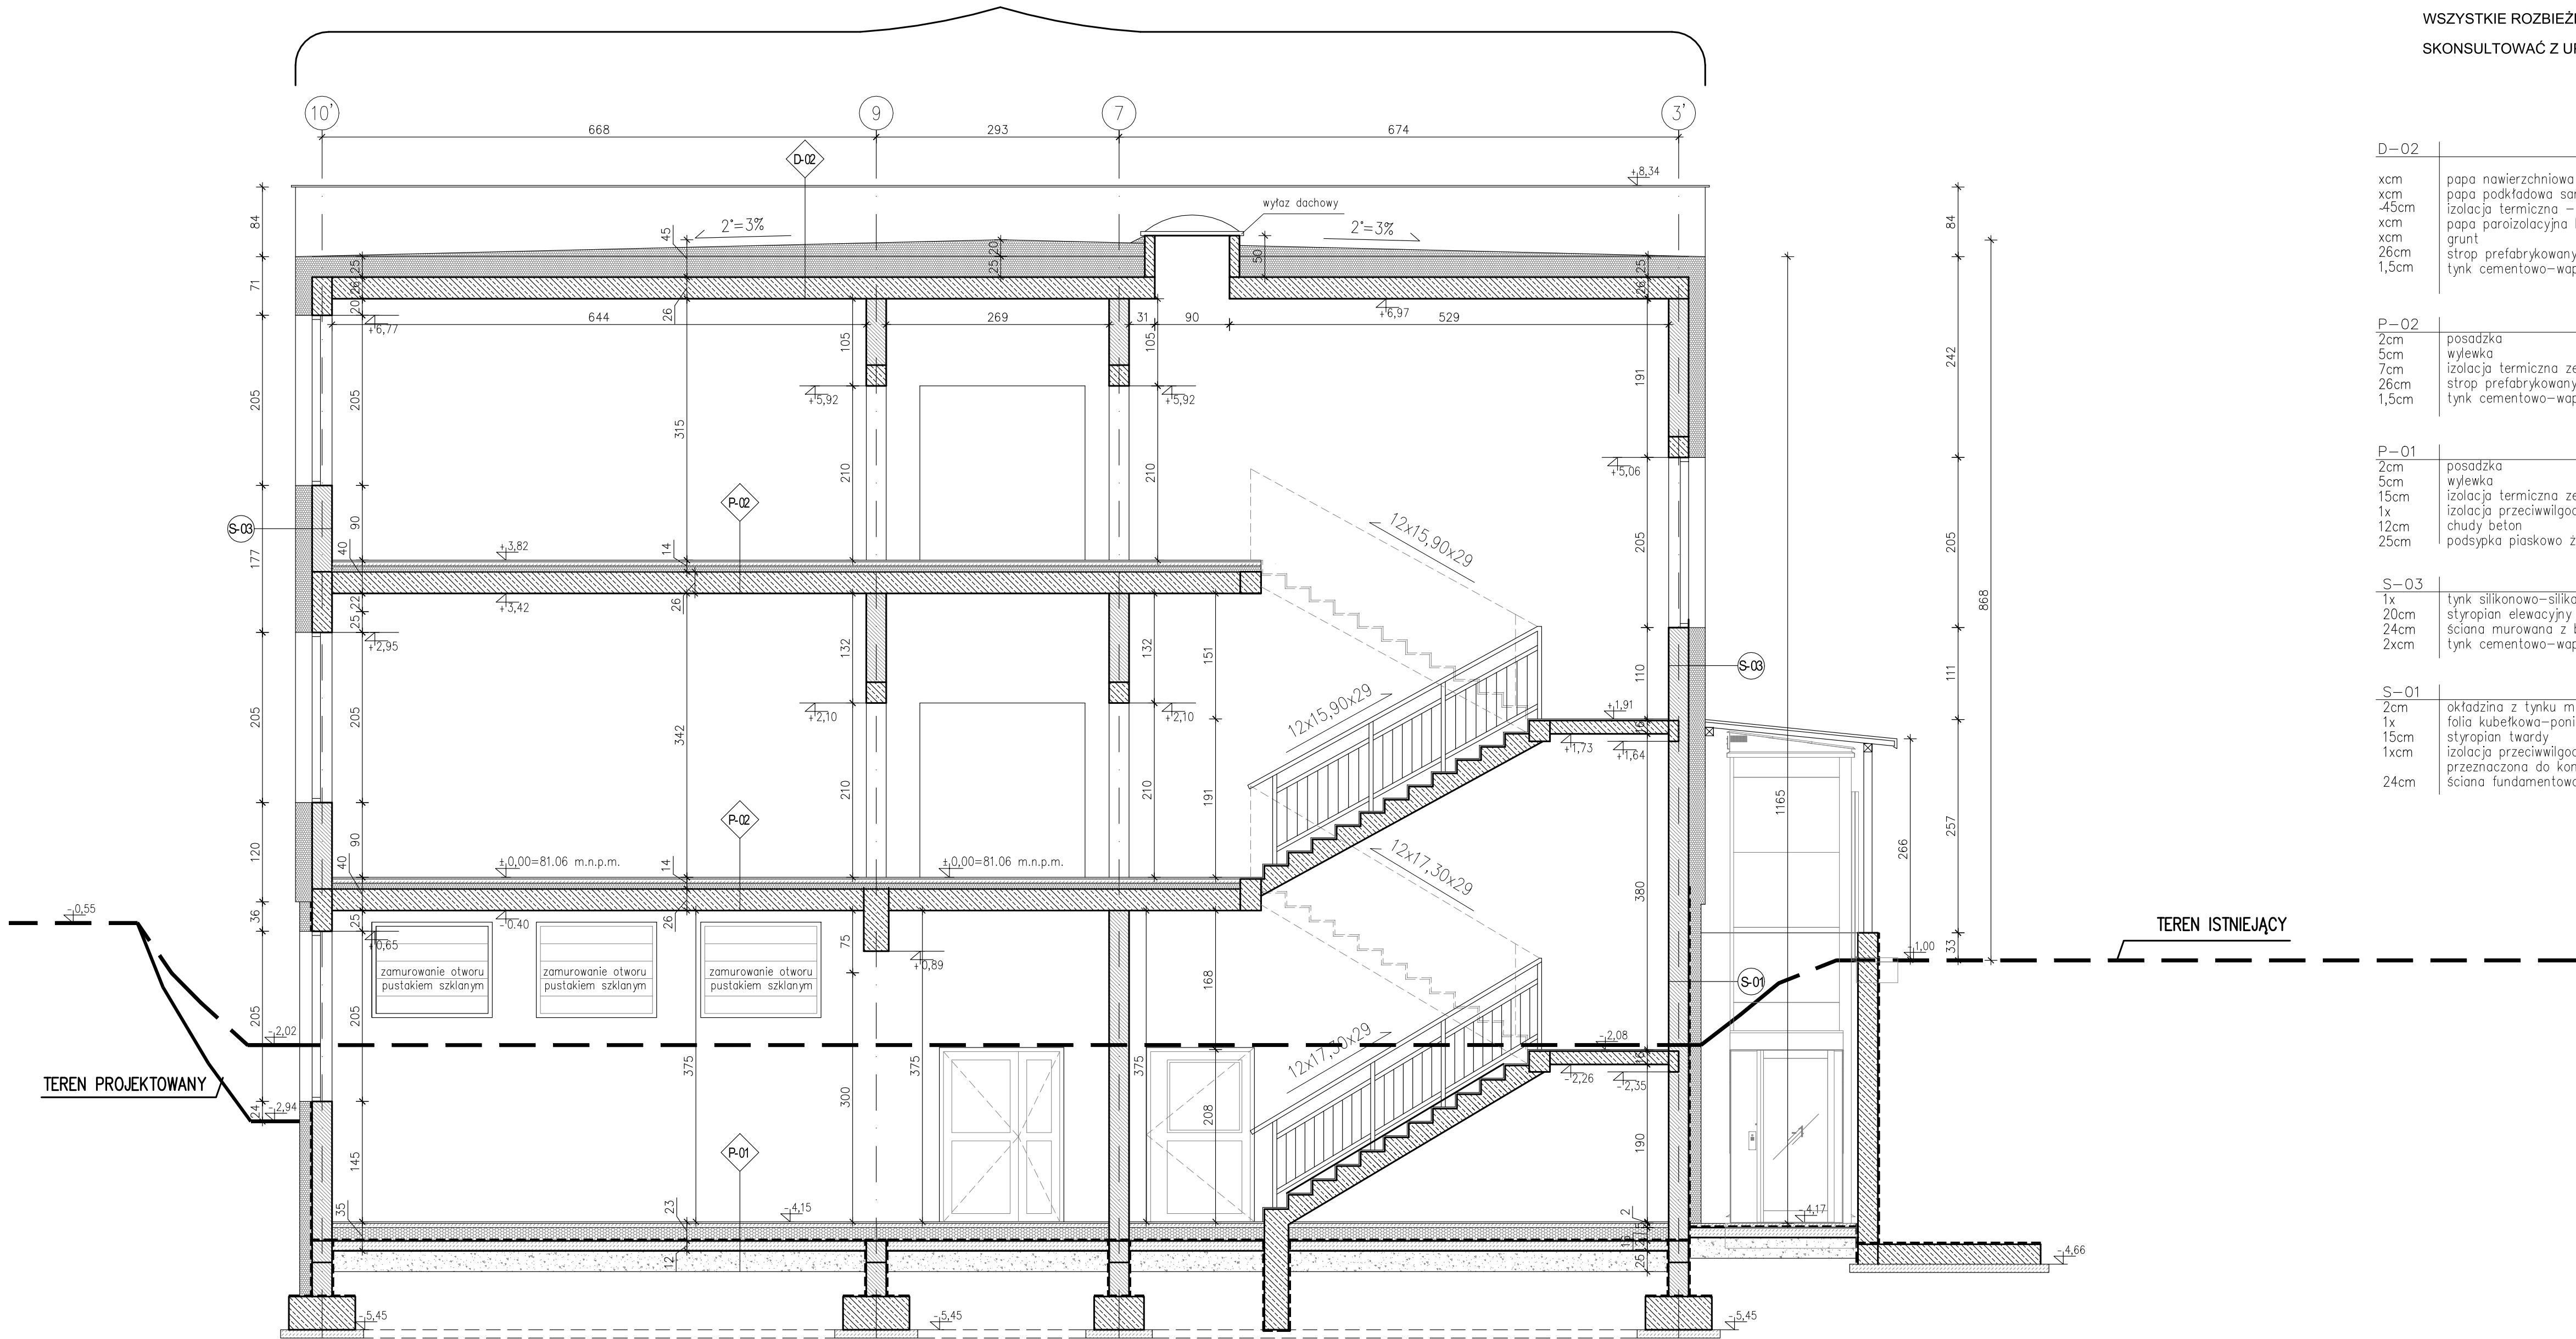 WSZYSTKIE ROZBIEŻ
SKONSULTOWAĆ Z U
10' 9 7 3'
668 293 674
D-02
+8,34
wyłaz dachowy
2°=3% 2°=3%
84 45 25 20 50 84
71 25 26 20 26 25 26
+6,77 644 269 31 90 +6,97 529
105 105
205 205 315 +5,92 +5,92 191 242
210 210 +5,06
P-02
S-03
12x15,90x29
90 177 40 +3,82 14 205 205
22 25 +3,42 26
+2,95 132 132 151
S-03
110 111
12x15,90x29
+2,10 +2,10 +1,91
205 205 342 16
+1,73 +1,64
210 210 191
P-02
868 1165 266 257
120 90 40 ±0,00=81.06 m.n.p.m. 14 ±0,00=81.06 m.n.p.m.
12x17,30x29
380
-0,55 36 25 -0.40 26
+0,65 75 +0,89
TEREN ISTNIEJĄCY
-1,00 33
zamurowanie otworu
pustakiem szklanym
zamurowanie otworu
pustakiem szklanym
zamurowanie otworu
pustakiem szklanym
168
S-01
205 205 -2,02
12x17,30x29
-2,08
375 300 375 375 16
-2,26 -2,35
TEREN PROJEKTOWANY
24 -2,94
208 190
145
P-01
35 23 -4,15 2 -4,17
12 15 12 25
-4,66
-5,45 -5,45 -5,45
D-02
xcm papa nawierzchniowa
xcm papa podkładowa
-45cm izolacja termiczna -
xcm papa paroizolacyjna
xcm grunt
26cm strop prefabrykowany
1,5cm tynk cementowo-wap
P-02
2cm posadzka
5cm wylewka
7cm izolacja termiczna ze
26cm strop prefabrykowany
1,5cm tynk cementowo-wap
P-01
2cm posadzka
5cm wylewka
15cm izolacja termiczna ze
1x izolacja przeciwwilgoc
12cm chudy beton
25cm podsypka piaskowo ż
S-03
1x tynk silikonowo-silika
20cm styropian elewacyjny
24cm ściana murowana z b
2xcm tynk cementowo-wap
S-01
2cm okładzina z tynku m
1x folia kubełkowa-poni
15cm styropian twardy
1xcm izolacja przeciwwilgoc
przeznaczona do kon
24cm ściana fundamentowa